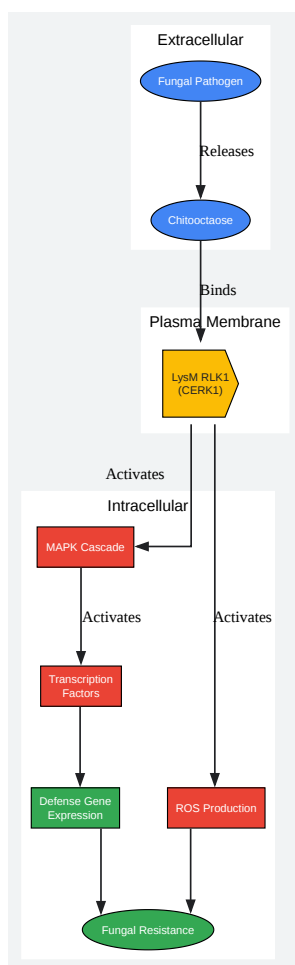 Extracellular
Fungal Pathogen
Releases
Chitooctaose
Binds
Plasma Membrane
LysM RLK1
(CERK1)
Activates
Intracellular
MAPK Cascade
Activates
Activates
Transcription
Factors
Defense Gene
Expression
ROS Production
Fungal Resistance